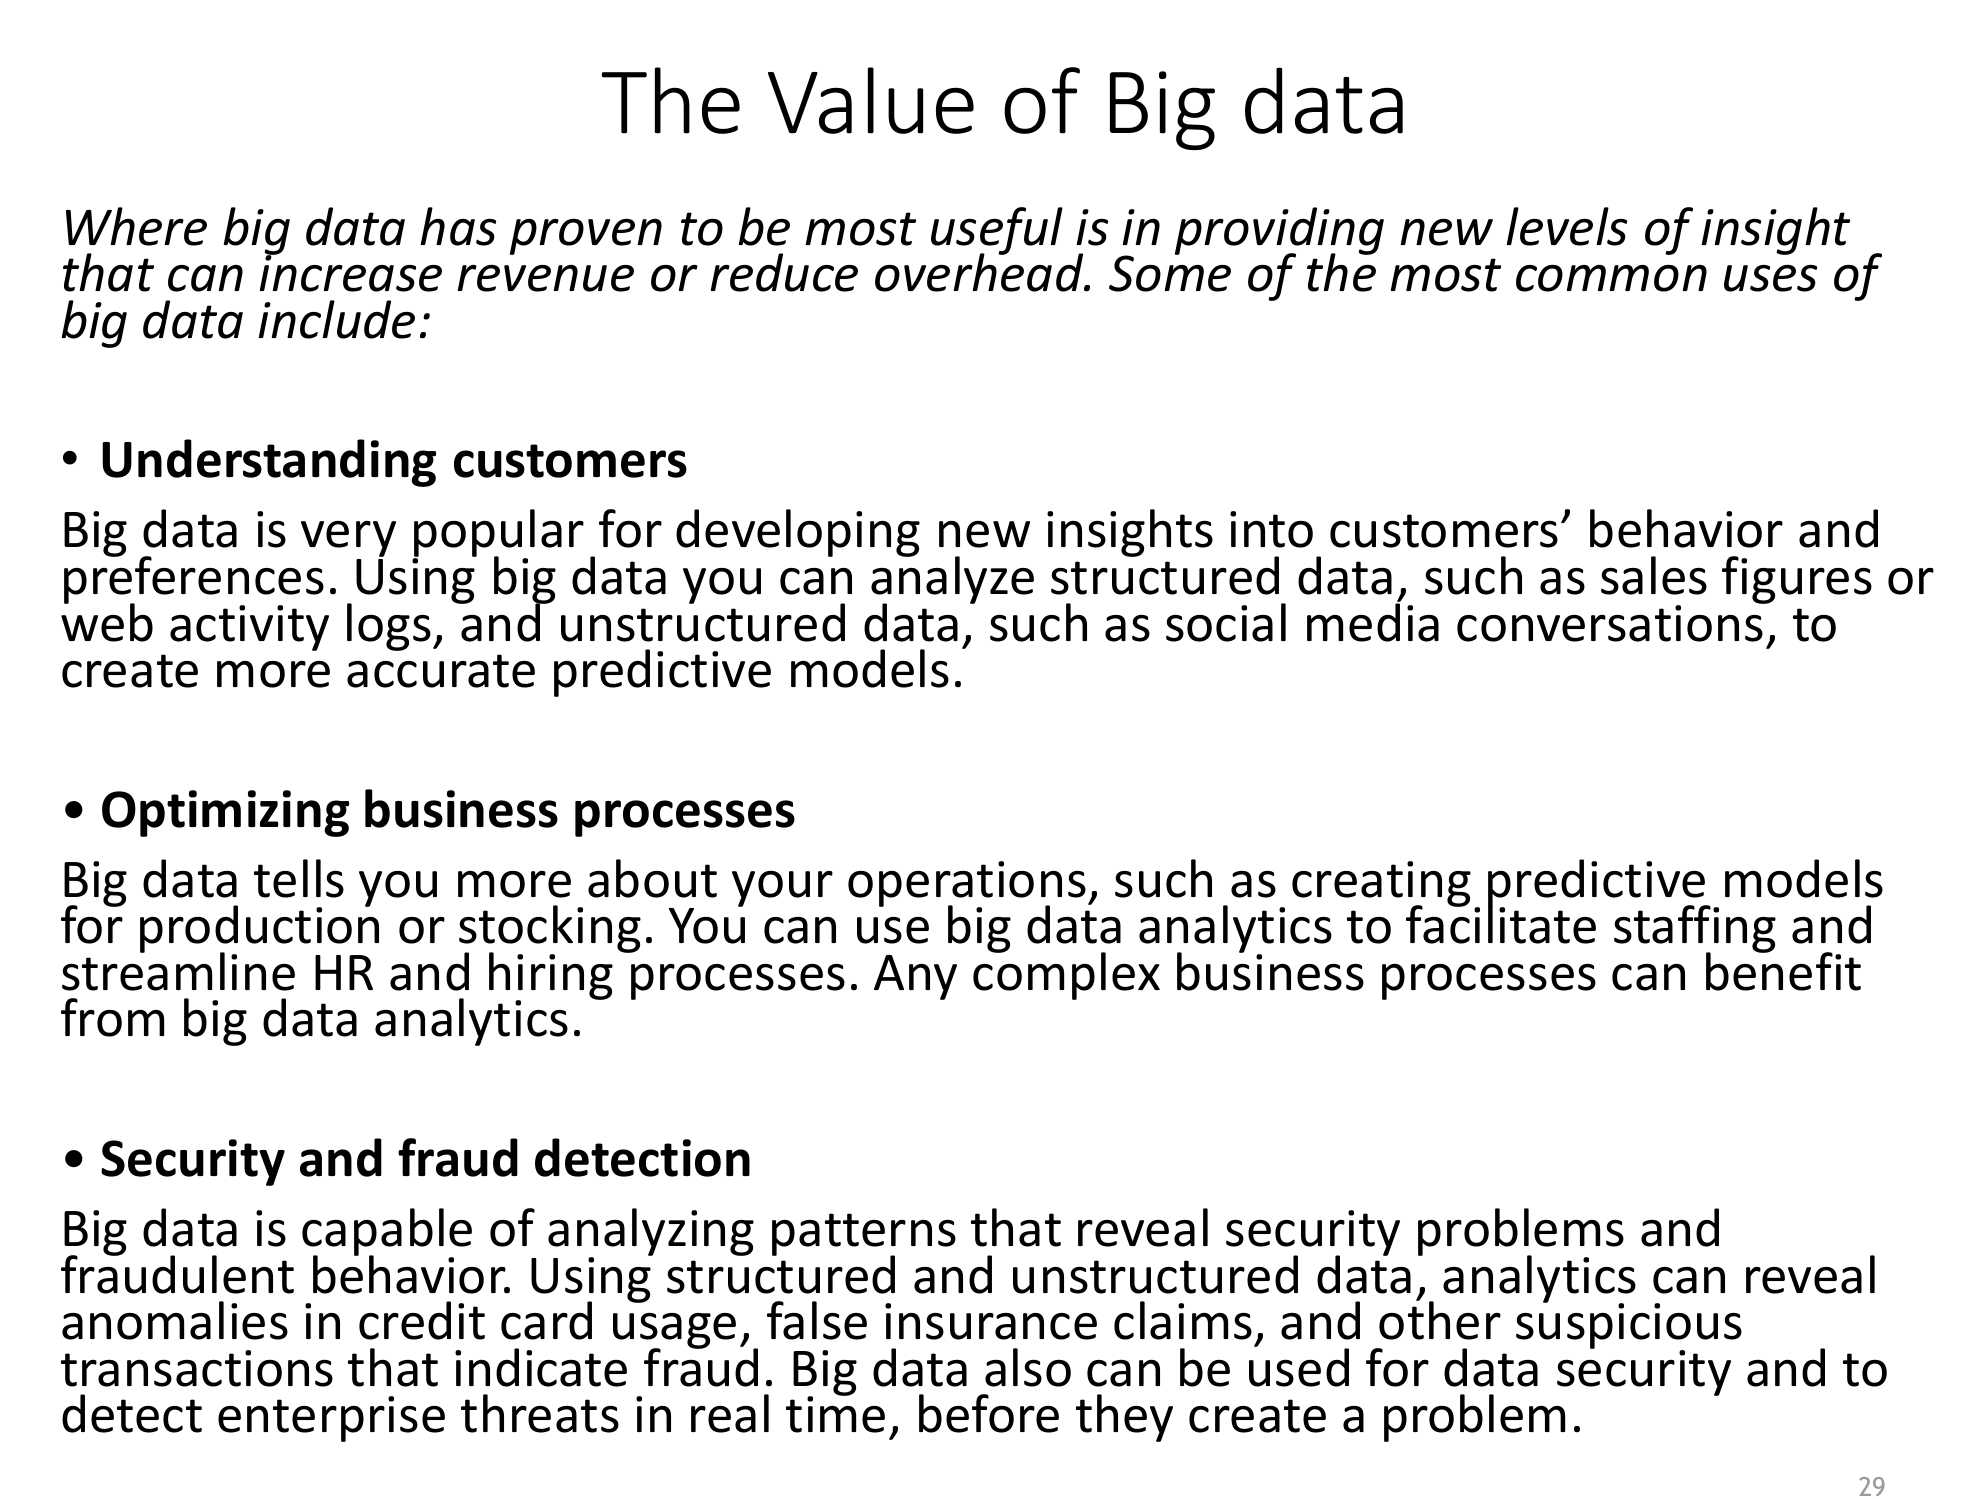 The Value of Big data
Where big data has proven to be most useful is in providing new levels of insight
that can increase revenue or reduce overhead. Some of the most common uses of
big data include:
• Understanding customers
Big data is very popular for developing new insights into customers’ behavior and
preferences. Using big data you can analyze structured data, such as sales figures or
web activity logs, and unstructured data, such as social media conversations, to
create more accurate predictive models.
• Optimizing business processes
Big data tells you more about your operations, such as creating predictive models
for production or stocking. You can use big data analytics to facilitate staffing and
streamline HR and hiring processes. Any complex business processes can benefit
from big data analytics.
• Security and fraud detection
Big data is capable of analyzing patterns that reveal security problems and
fraudulent behavior. Using structured and unstructured data, analytics can reveal
anomalies in credit card usage, false insurance claims, and other suspicious
transactions that indicate fraud. Big data also can be used for data security and to
detect enterprise threats in real time, before they create a problem.
29